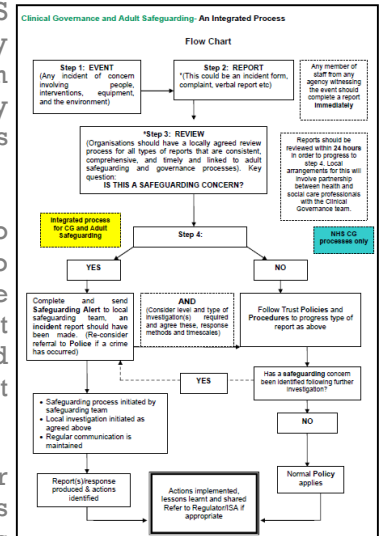 Clinical Governance and Adult Safeguarding- An Integrated Process
Flow Chart
Step 1: EVENT
(Any incident of concern
involving people,
interventions, equipment,
and the environment)
Step 2: REPORT
*(This could be an incident form,
complaint, verbal report etc)
Any member of
staff from any
agency witnessing
the event should
complete a report
immediately
*Step 3: REVIEW
(Organisations should have a locally agreed review
process for all types of reports that are consistent,
comprehensive, and timely and linked to adult
safeguarding and governance processes). Key
question:
IS THIS A SAFEGUARDING CONCERN?
Reports should be
reviewed within 24 hours
in order to progress to
step 4. Local
arrangements for this will
involve partnership
between health and
social care professionals
with the Clinical
Governance team.
Integrated process
for CG and Adult
Safeguarding
Step 4:
NHS CG
processes only
YES
NO
Complete and send
Safeguarding Alert to local
safeguarding team, an
incident report should have
been made. (Re-consider
referral to Police if a crime
has occurred)
AND
(Consider level and type of
investigation(s) required
and agree these, response
methods and timescales)
Follow Trust Policies and
Procedures to progress type of
report as above
YES
Has a safeguarding concern
been identified following further
investigation?
• Safeguarding process initiated by
safeguarding team
• Local investigation initiated as
agreed above
• Regular communication is
maintained
NO
Report(s)/response
produced & actions
identified
Actions implemented,
lessons learnt and shared
Refer to Regulator/ISA if
appropriate
Normal Policy
applies